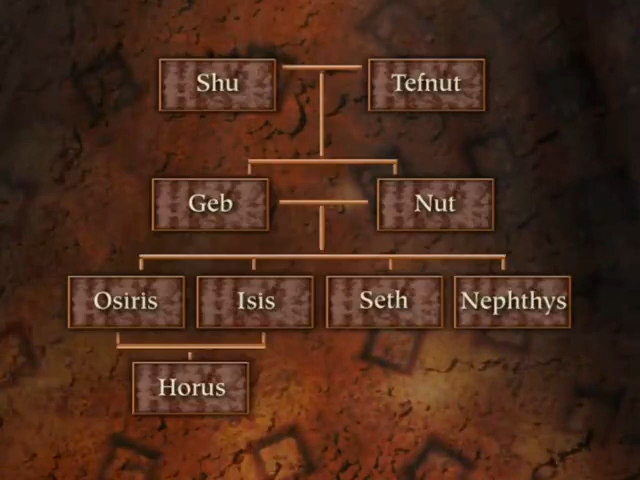 Shu
Tefnut
Geb
Nut
Osiris
Isis
Seth
Nephthys
Horus